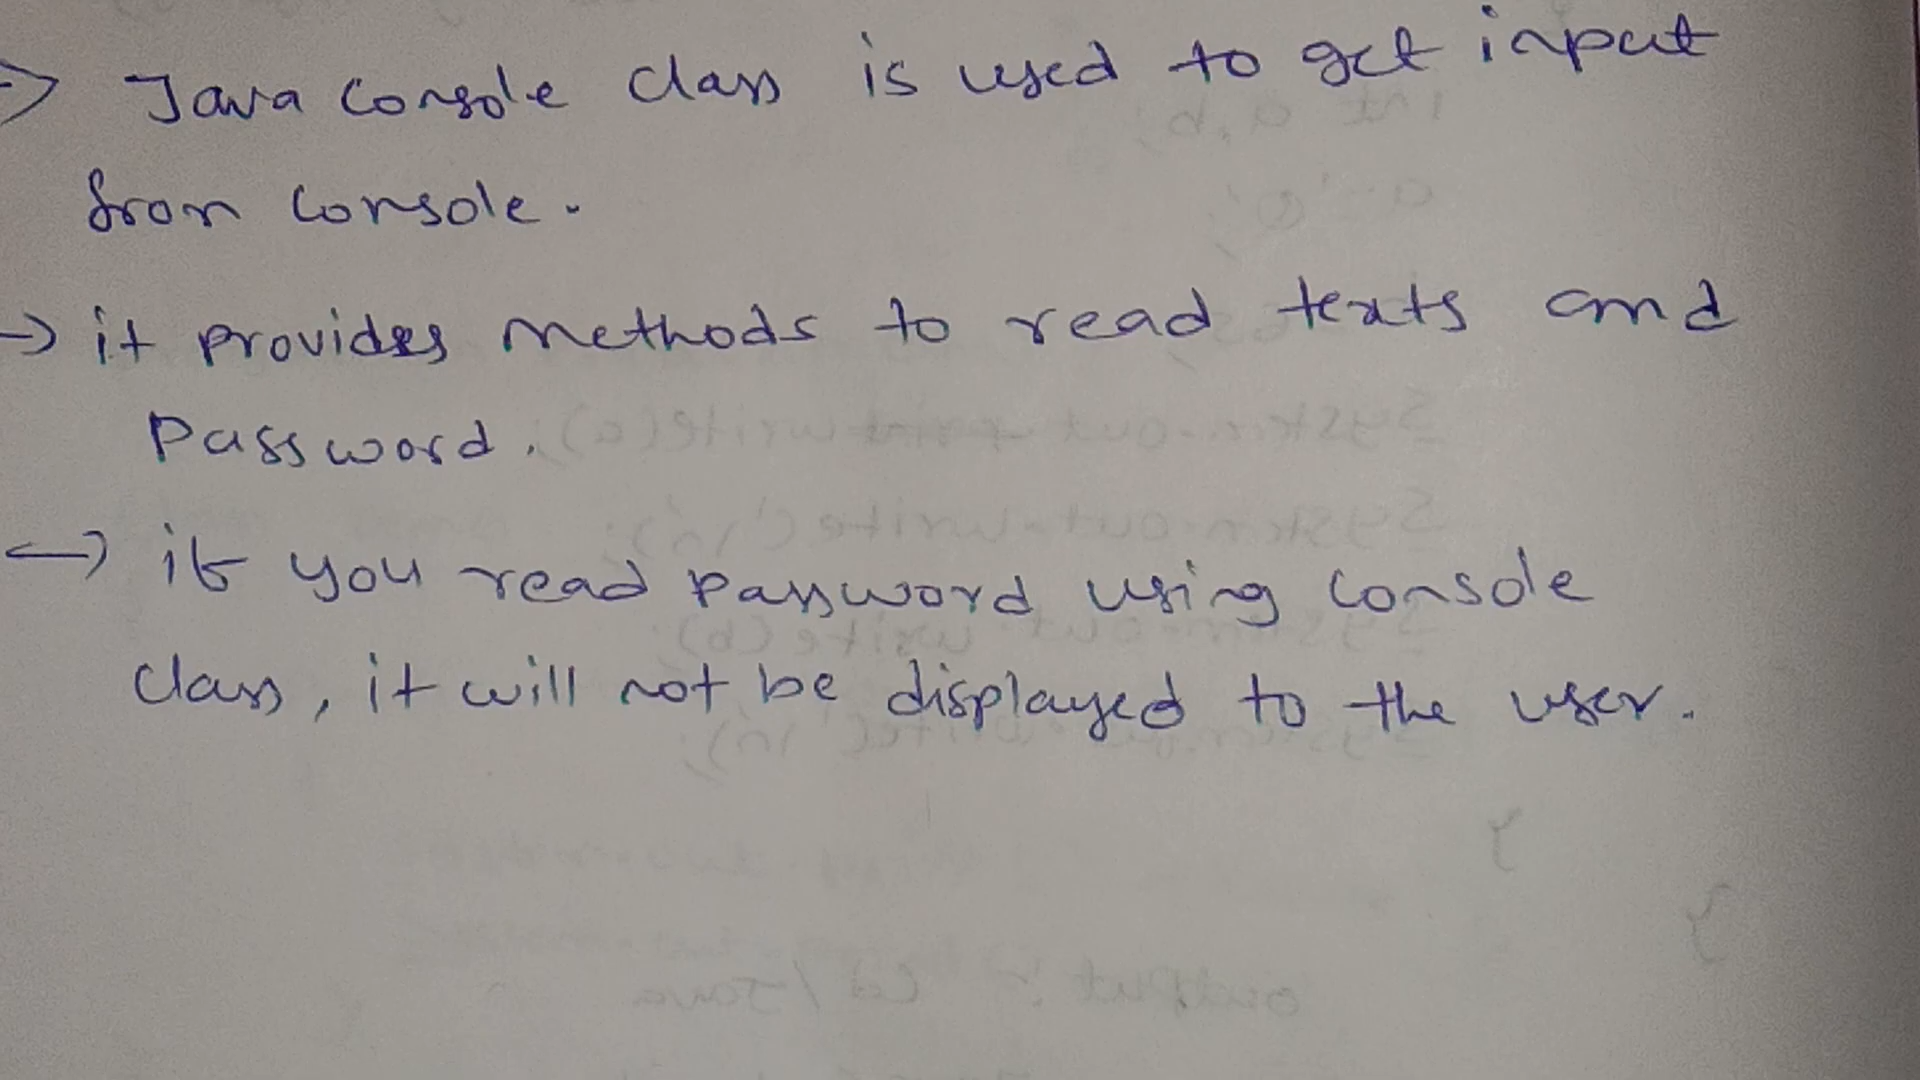 → Java Console class is used to get input
from console.
→ it provides methods to read texts and
Password.
→ if you read password using console
class, it will not be displayed to the user.